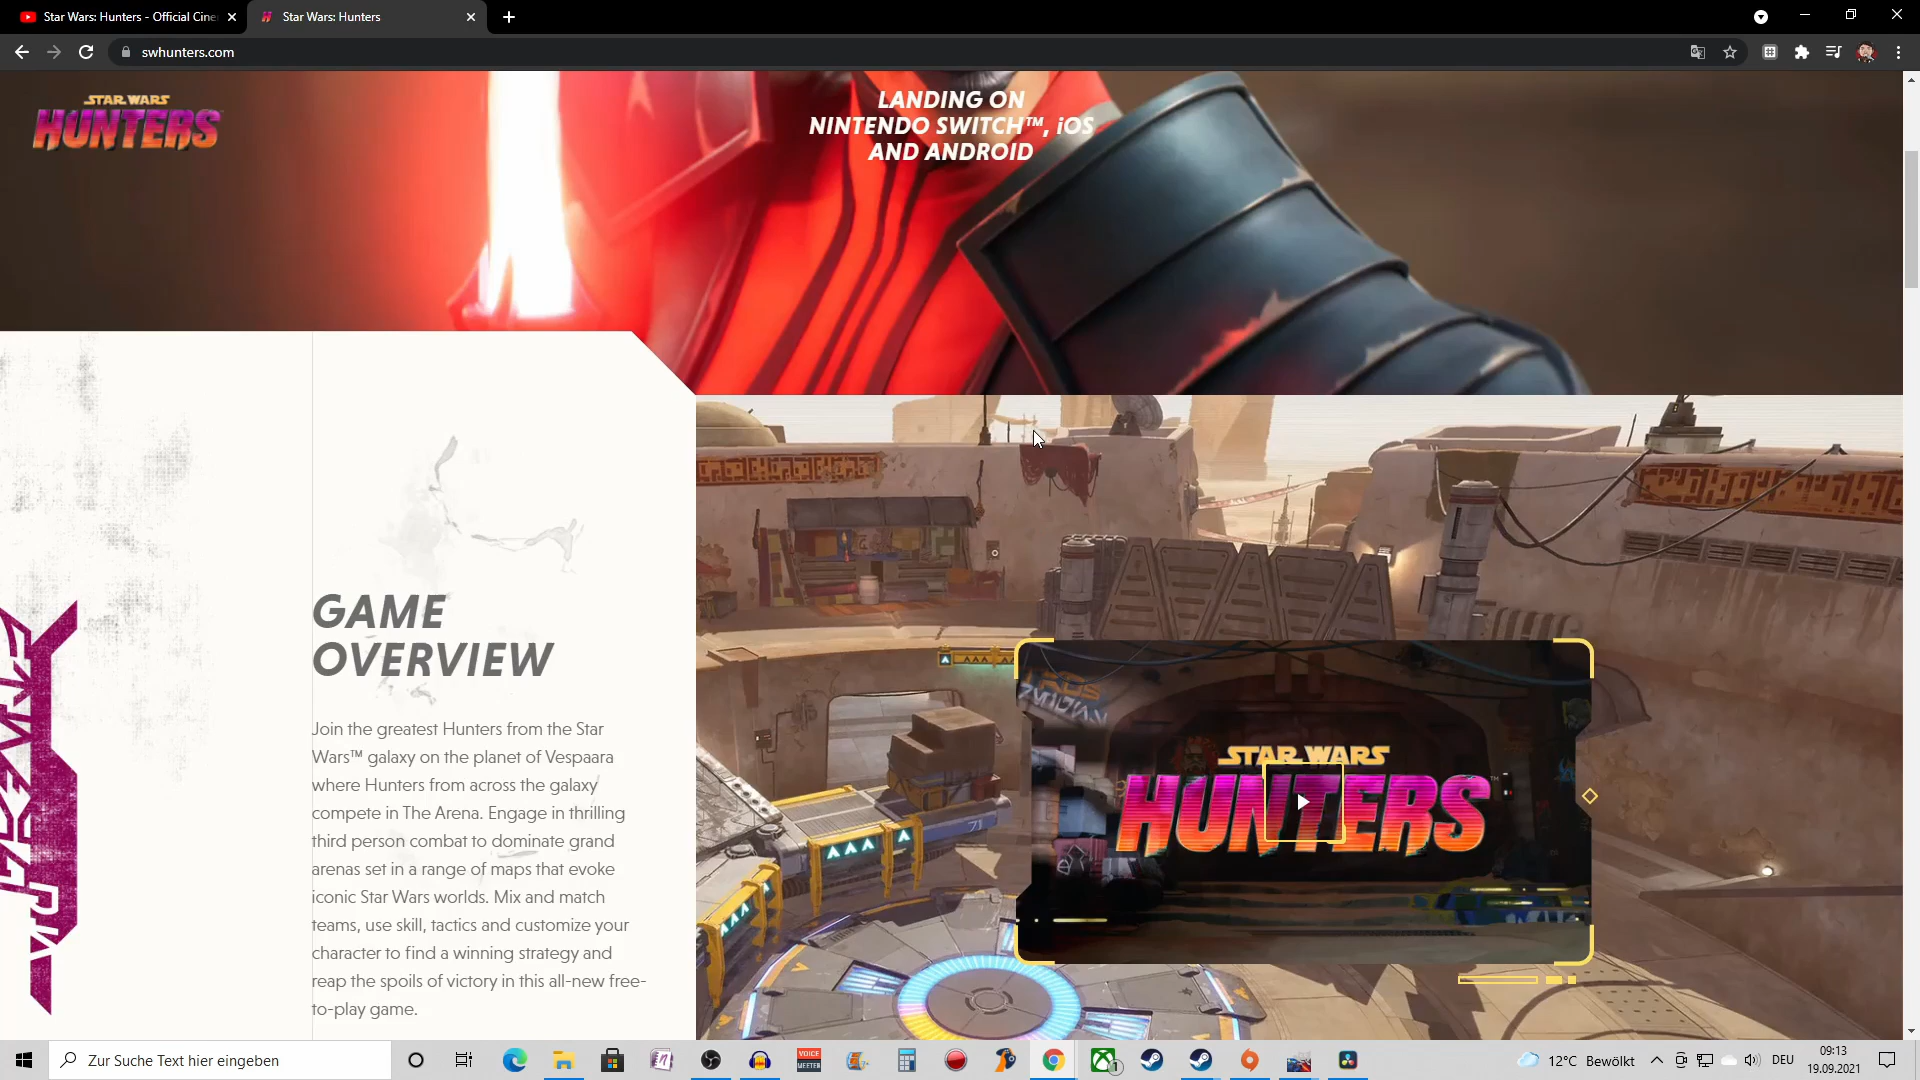 Star Wars: Hunters - Official Cine
Star Wars: Hunters
swhunters.com
STAR WARS
HUNTERS
LANDING ON
NINTENDO SWITCH™, iOS
AND ANDROID
GAME
OVERVIEW
Join the greatest Hunters from the Star
Wars™ galaxy on the planet of Vespaara
where Hunters from across the galaxy
compete in The Arena. Engage in thrilling
third person combat to dominate grand
arenas set in a range of maps that evoke
iconic Star Wars worlds. Mix and match
teams, use skill, tactics and customize your
character to find a winning strategy and
reap the spoils of victory in this all-new free-
to-play game.
STAR WARS
HUNTERS™
Zur Suche Text hier eingeben
VOICE
MEETER
1
12°C Bewölkt
DEU
09:13
19.09.2021